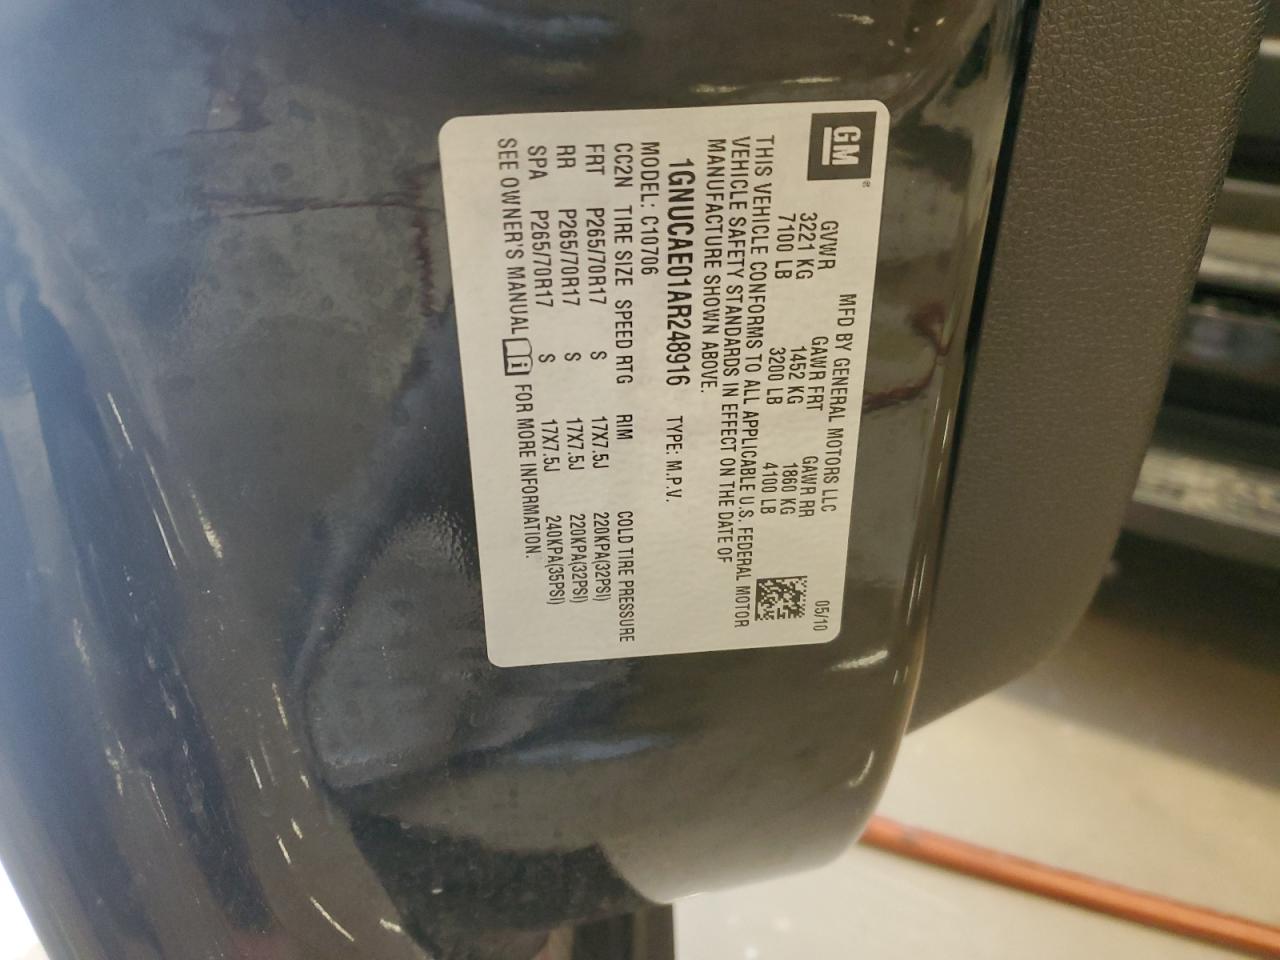 GM
MFD BY GENERAL MOTORS LLC 05/10
GVWR GAWR FRT GAWR RR
3221 KG 1452 KG 1860 KG
7100 LB 3200 LB 4100 LB
THIS VEHICLE CONFORMS TO ALL APPLICABLE U.S. FEDERAL MOTOR
VEHICLE SAFETY STANDARDS IN EFFECT ON THE DATE OF
MANUFACTURE SHOWN ABOVE.
1GNUCAE01AR248916 TYPE: M.P.V.
MODEL: C10706
CC2N TIRE SIZE SPEED RTG RIM COLD TIRE PRESSURE
FRT P265/70R17 S 17X7.5J 220KPA(32PSI)
RR P265/70R17 S 17X7.5J 220KPA(32PSI)
SPA P265/70R17 S 17X7.5J 240KPA(35PSI)
SEE OWNER'S MANUAL i FOR MORE INFORMATION.